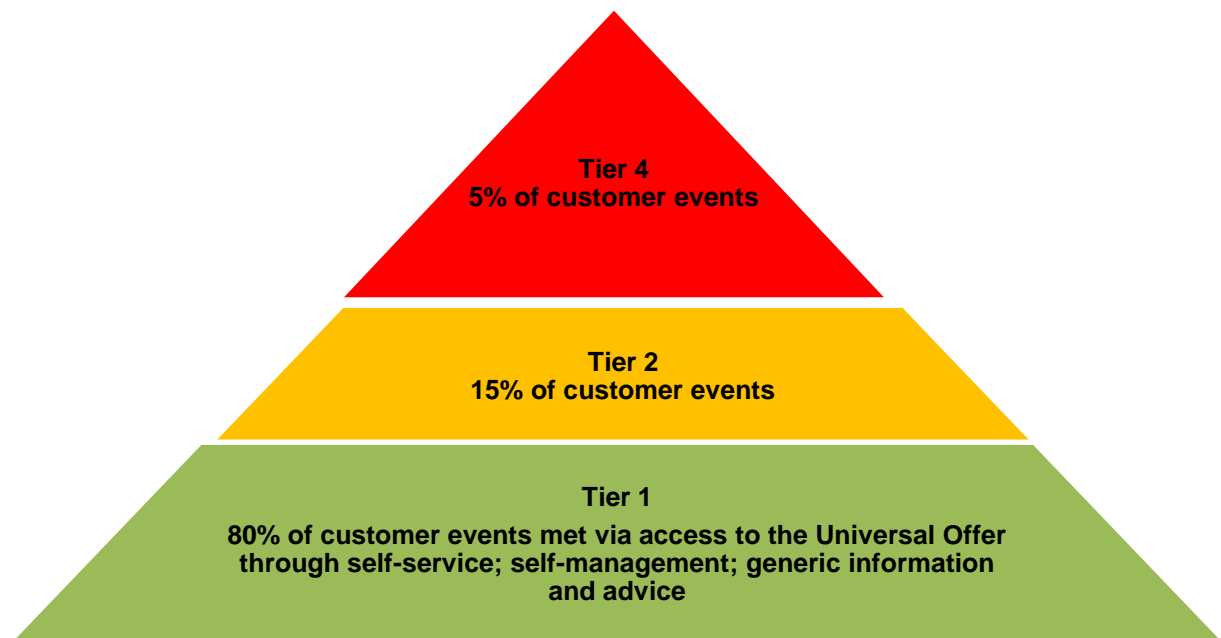 Tier 4
5% of customer events
Tier 2
15% of customer events
Tier 1
80% of customer events met via access to the Universal Offer
through self-service; self-management; generic information
and advice